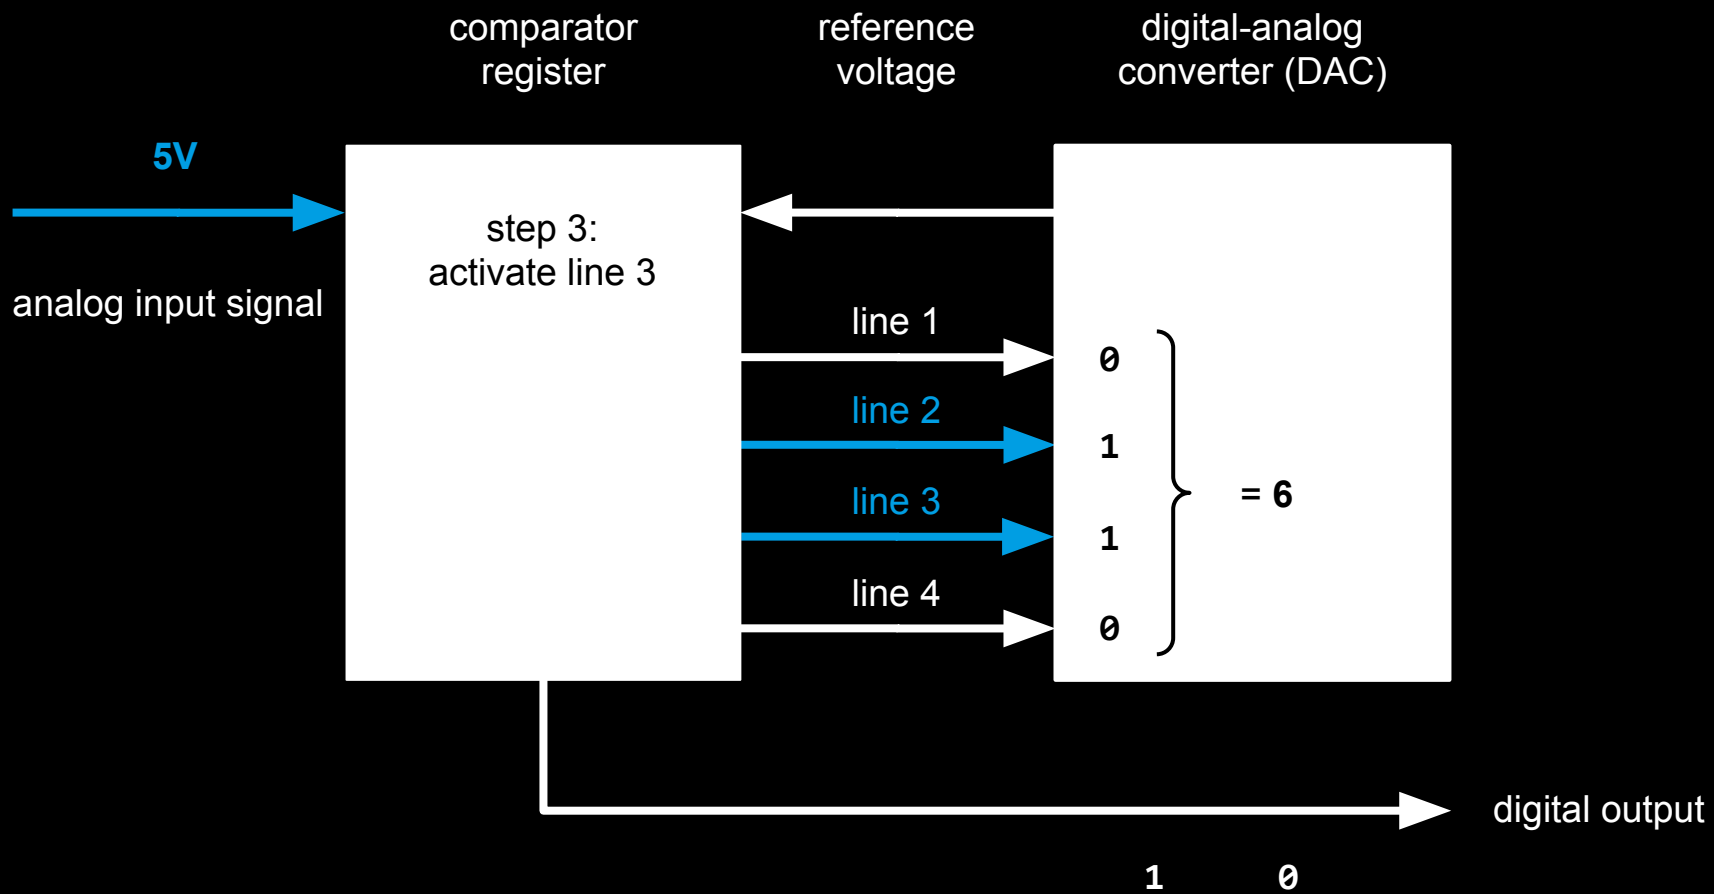 comparator
register
reference
voltage
digital-analog
converter (DAC)
5V
analog input signal
step 3:
activate line 3
line 1
line 2
line 3
line 4
0
1
1
0
= 6
digital output
1 0